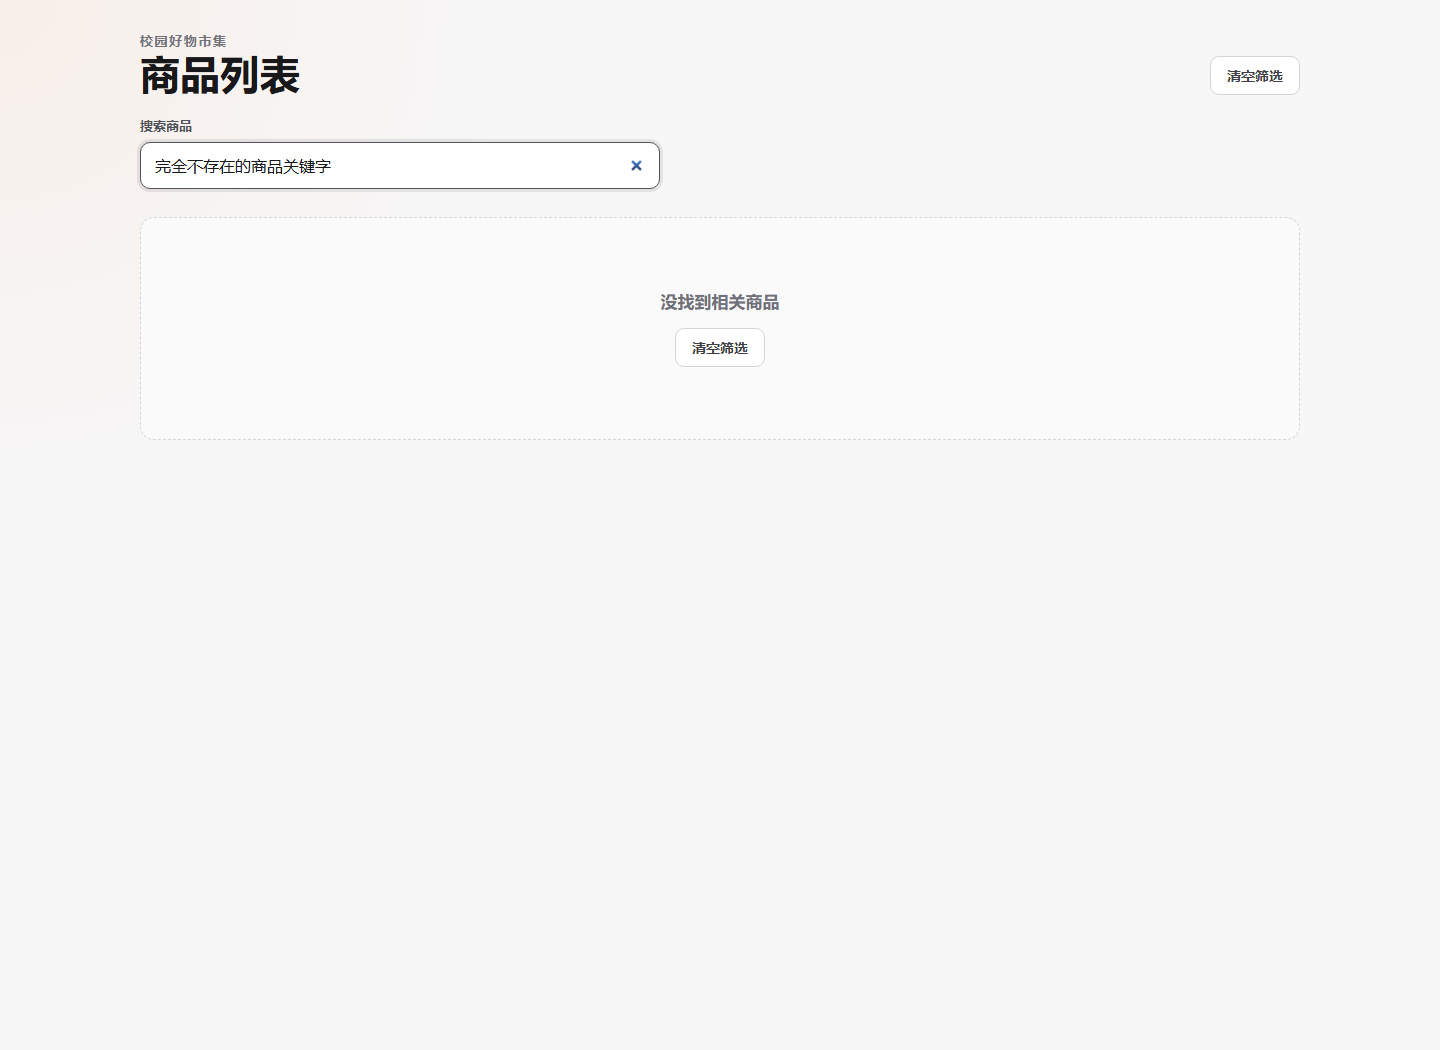 校园好物市集
商品列表
清空筛选
搜索商品
完全不存在的商品关键字
没找到相关商品
清空筛选